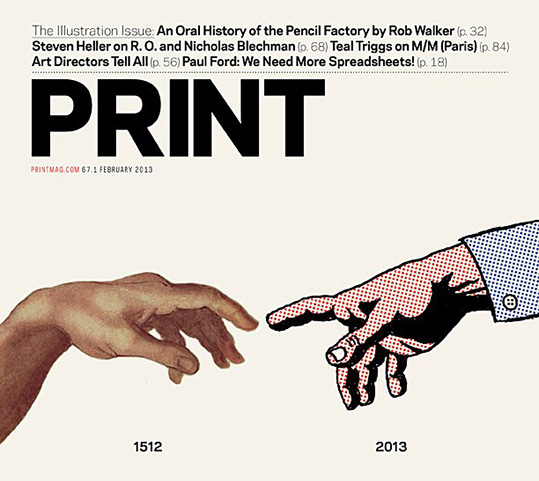 The Illustration Issue: An Oral History of the Pencil Factory by Rob Walker (p. 32)
Steven Heller on R. O. and Nicholas Blechman (p. 68) Teal Triggs on M/M (Paris) (p. 84)
Art Directors Tell All (p. 56) Paul Ford: We Need More Spreadsheets! (p. 18)
PRINT
PRINTMAG.COM 67.1 FEBRUARY 2013
1512
2013